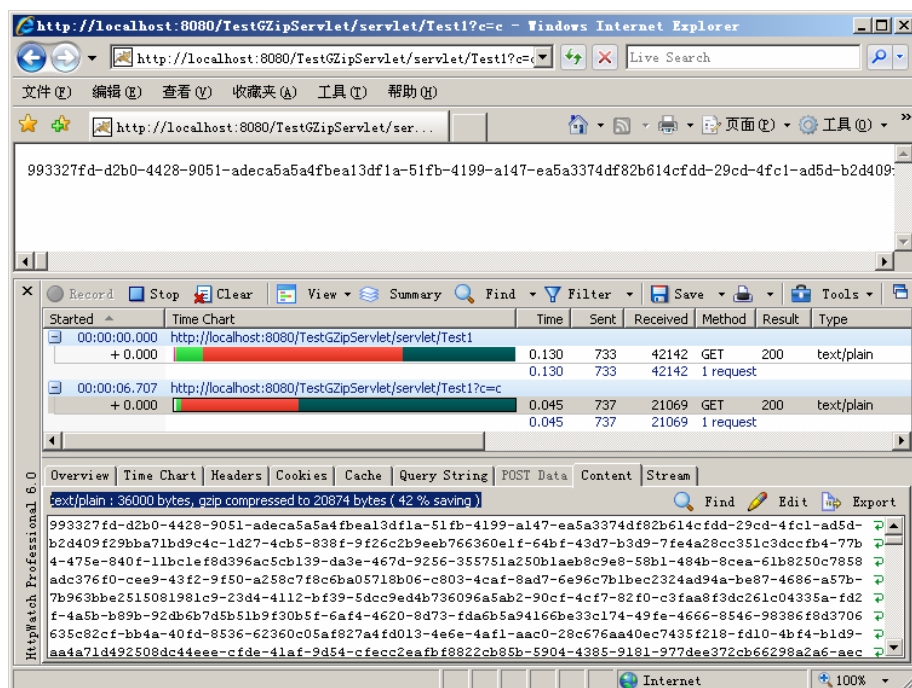 http://localhost:8080/TestGZipServlet/servlet/Test1?c=c - Windows Internet Explorer
http://localhost:8080/TestGZipServlet/servlet/Test1?c=c Live Search
文件(F) 编辑(E) 查看(V) 收藏夹(A) 工具(T) 帮助(H)
http://localhost:8080/TestGZipServlet/ser... 页面(P) 工具(O) »
993327fd-d2b0-4428-9051-adeca5a5a4fbea13df1a-51fb-4199-a147-ea5a3374df82b614cfdd-29cd-4fc1-ad5d-b2d409
Record Stop Clear View Summary Find Filter Save Tools
Started Time Chart Time Sent Received Method Result Type
00:00:00.000 http://localhost:8080/TestGZipServlet/servlet/Test1
+ 0.000 0.130 733 42142 GET 200 text/plain
0.130 733 42142 1 request
00:00:06.707 http://localhost:8080/TestGZipServlet/servlet/Test1?c=c
+ 0.000 0.045 737 21069 GET 200 text/plain
0.045 737 21069 1 request
Overview Time Chart Headers Cookies Cache Query String POST Data Content Stream
text/plain : 36000 bytes, gzip compressed to 20874 bytes ( 42 % saving ) Find Edit Export
993327fd-d2b0-4428-9051-adeca5a5a4fbea13df1a-51fb-4199-a147-ea5a3374df82b614cfdd-29cd-4fc1-ad5d-
b2d409f29bba71bd9c4c-1d27-4cb5-838f-9f26c2b9eeb766360e1f-64bf-43d7-b3d9-7fe4a28cc351c3dccfb4-77b
4-475e-840f-11bc1ef8d396ac5cb139-da3e-467d-9256-355751a250b1aeb8c9e8-58b1-484b-8cea-61b8250c7858
adc376f0-cee9-43f2-9f50-a258c7f8c6ba05718b06-c803-4caf-8ad7-6e96c7b1bec2324ad94a-be87-4686-a57b-
7b963bbe2515081981c9-23d4-4112-bf39-5dcc9ed4b736096a5ab2-90cf-4cf7-82f0-c3faa8f3dc261c04335a-fd2
f-4a5b-b89b-92db6b7d5b51b9f30b5f-6af4-4620-8d73-fda6b5a94166be33c174-49fe-4666-8546-98386f8d3706
635c82cf-bb4a-40fd-8536-62360c05af827a4fd013-4e6e-4af1-aac0-28c676aa40ec7435f218-fd10-4bf4-b1d9-
aa4a71d492508dc44eee-cfde-41af-9d54-cfecc2eafbf8822cb85b-5904-4385-9181-977dee372cb66298a2a6-aec
HttpWatch Professional 6.0
Internet 100%